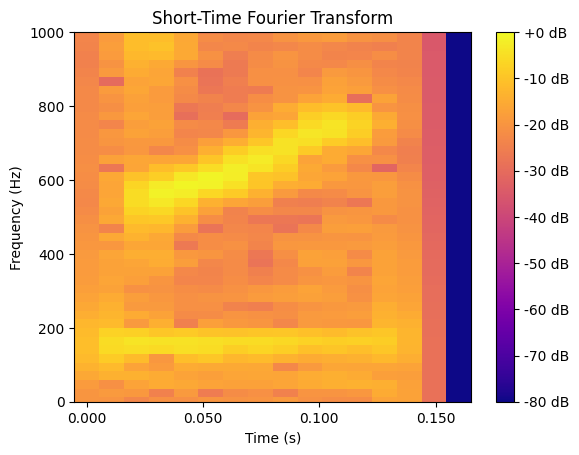 Short-Time Fourier Transform
1000
800
600
400
200
0
Frequency (Hz)
0.000
0.050
0.100
0.150
Time (s)
+0 dB
-10 dB
-20 dB
-30 dB
-40 dB
-50 dB
-60 dB
-70 dB
-80 dB